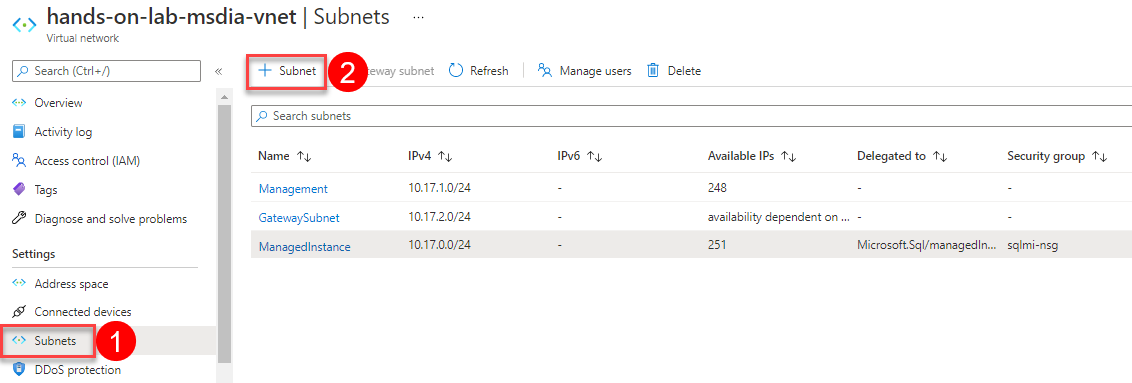 hands-on-lab-msdia-vnet | Subnets ...
Virtual network
Search (Ctrl+/) «
Overview
Activity log
Access control (IAM)
Tags
Diagnose and solve problems
Settings
Address space
Connected devices
Subnets 1
DDoS protection
+ Subnet 2 teway subnet Refresh Manage users Delete
Search subnets
Name ↑↓ IPv4 ↑↓ IPv6 ↑↓ Available IPs ↑↓ Delegated to ↑↓ Security group ↑↓
Management 10.17.1.0/24 - 248 - -
GatewaySubnet 10.17.2.0/24 - availability dependent on ... - -
ManagedInstance 10.17.0.0/24 - 251 Microsoft.Sql/managedIn... sqlmi-nsg